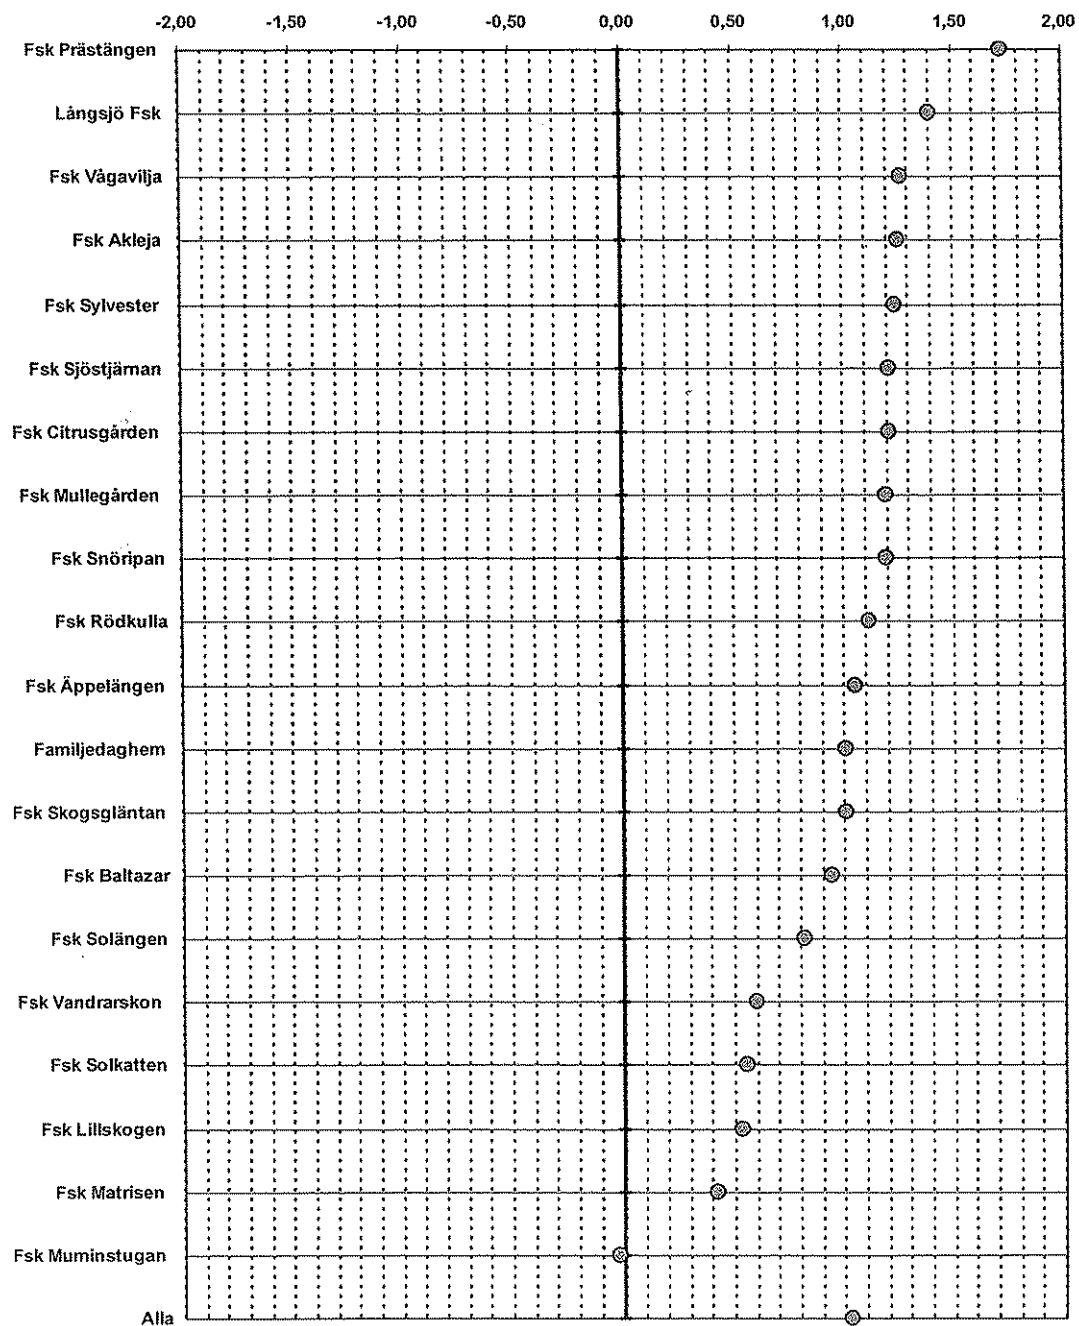 -2,00 -1,50 -1,00 -0,50 0,00 0,50 1,00 1,50 2,00
Fsk Prästängen
Långsjö Fsk
Fsk Vågavilja
Fsk Akleja
Fsk Sylvester
Fsk Sjöstjärnan
Fsk Citrusgården
Fsk Mullegården
Fsk Snöripan
Fsk Rödkulla
Fsk Äppelängen
Familjedaghem
Fsk Skogsgläntan
Fsk Baltazar
Fsk Solängen
Fsk Vandrarskon
Fsk Solkatten
Fsk Lillskogen
Fsk Matrisen
Fsk Muminstugan
Alla